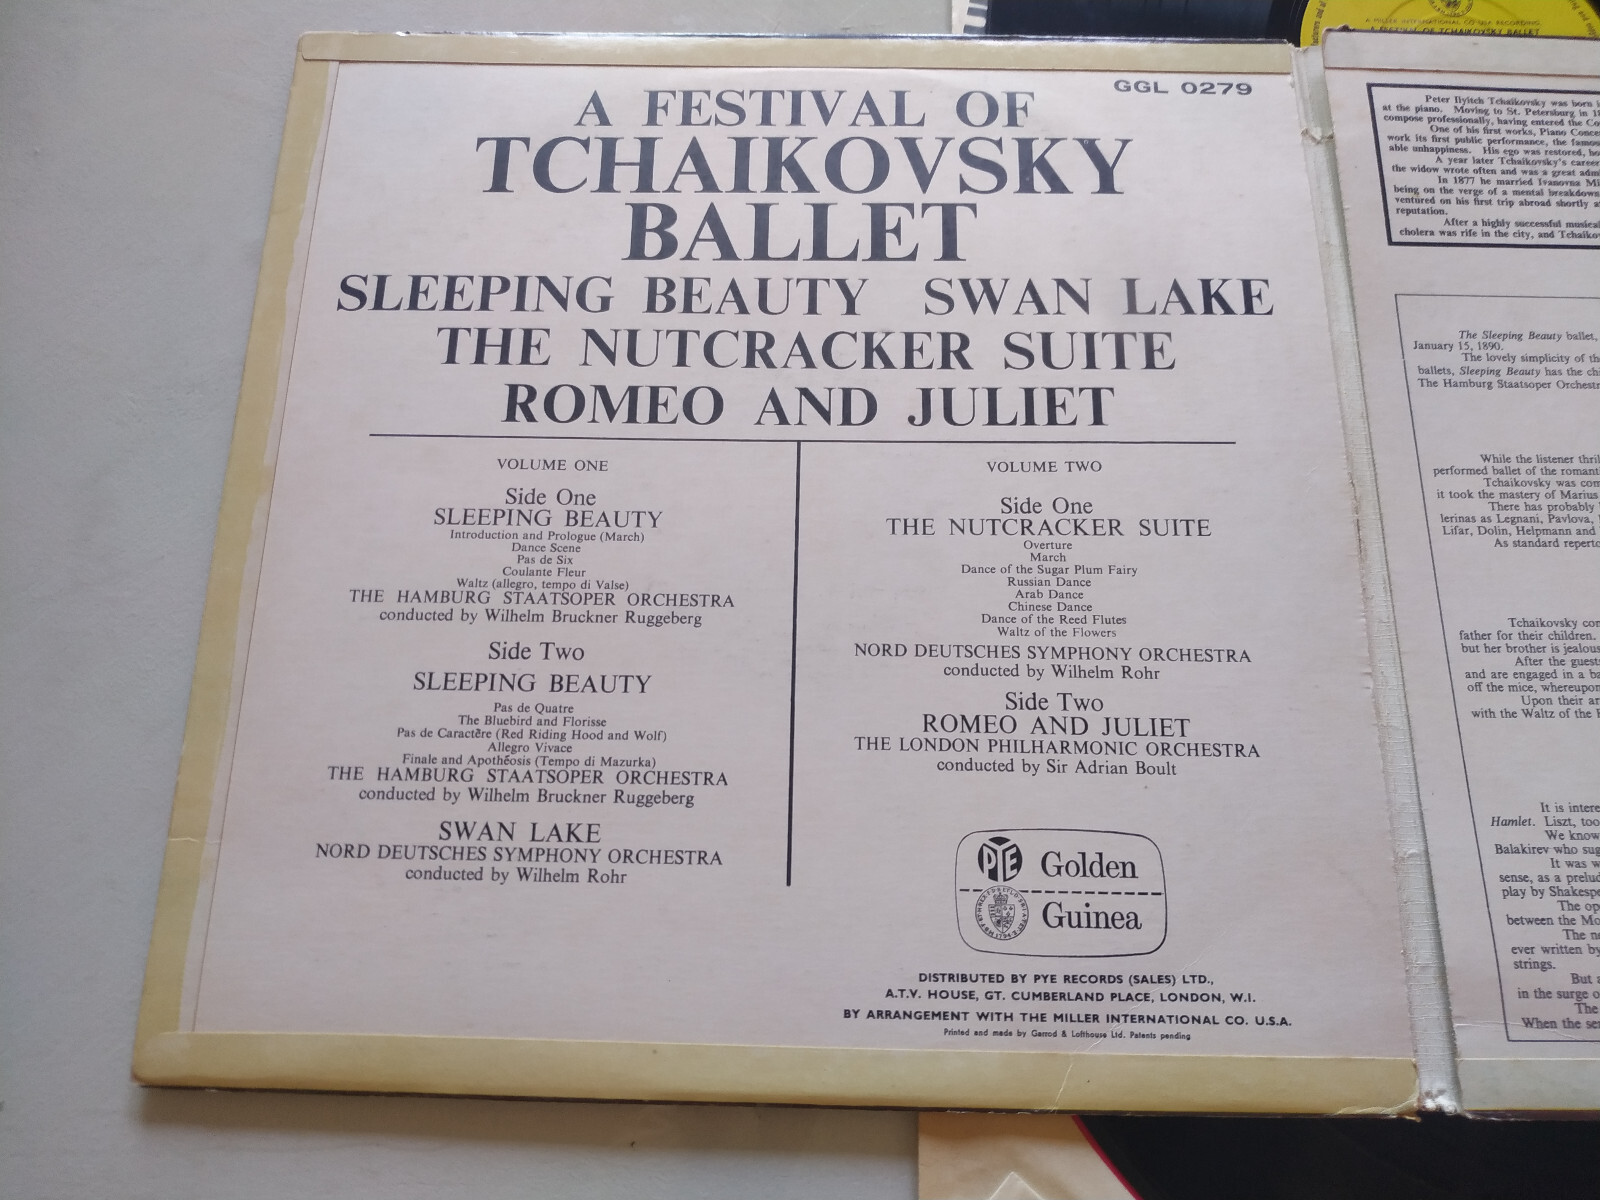 GGL 0279
A FESTIVAL OF
TCHAIKOVSKY
BALLET
SLEEPING BEAUTY SWAN LAKE
THE NUTCRACKER SUITE
ROMEO AND JULIET
VOLUME ONE
Side One
SLEEPING BEAUTY
Introduction and Prologue (March)
Dance Scene
Pas de Six
Coulante Fleur
Waltz (allegro, tempo di Valse)
THE HAMBURG STAATSOPER ORCHESTRA
conducted by Wilhelm Bruckner Ruggeberg
Side Two
SLEEPING BEAUTY
Pas de Quatre
The Bluebird and Florisse
Pas de Caractère (Red Riding Hood and Wolf)
Allegro Vivace
Finale and Apothéosis (Tempo di Mazurka)
THE HAMBURG STAATSOPER ORCHESTRA
conducted by Wilhelm Bruckner Ruggeberg
SWAN LAKE
NORD DEUTSCHES SYMPHONY ORCHESTRA
conducted by Wilhelm Rohr
VOLUME TWO
Side One
THE NUTCRACKER SUITE
Overture
March
Dance of the Sugar Plum Fairy
Russian Dance
Arab Dance
Chinese Dance
Dance of the Reed Flutes
Waltz of the Flowers
NORD DEUTSCHES SYMPHONY ORCHESTRA
conducted by Wilhelm Rohr
Side Two
ROMEO AND JULIET
THE LONDON PHILHARMONIC ORCHESTRA
conducted by Sir Adrian Boult
PYE Golden
Guinea
DISTRIBUTED BY PYE RECORDS (SALES) LTD.,
A.T.V. HOUSE, GT. CUMBERLAND PLACE, LONDON, W.I.
BY ARRANGEMENT WITH THE MILLER INTERNATIONAL CO. U.S.A.
Printed and made by Garrod & Lofthouse Ltd. Patents pending
A MILLER INTERNATIONAL CO USA RECORDING.
A FESTIVAL OF TCHAIKOVSKY BALLET
Peter Ilyitch Tchaikovsky was born
at the piano. Moving to St. Petersburg in
compose professionally, having entered the
One of his first works, Piano
work its first public performance, the
able unhappiness. His ego was restored,
A year later Tchaikovsky's career
the widow wrote often and was a great
In 1877 he married Ivanovna
being on the verge of a mental breakdown
ventured on his first trip abroad shortly
reputation.
After a highly successful
cholera was rife in the city, and
The Sleeping Beauty ballet,
January 15, 1890.
The lovely simplicity of
ballets, Sleeping Beauty has the
The Hamburg Staatsoper
While the listener
performed ballet of the
Tchaikovsky was
it took the mastery of Marius
There has probably
lerinas as Legnani, Pavlova,
Lifar, Dolin, Helpmann and
As standard
Tchaikovsky
father for their children.
but her brother is
After the
and are engaged in a
off the mice, whereupon
Upon their
with the Waltz of the
It is
Hamlet. Liszt, too
We know
Balakirev who
It was
sense, as a
play by
The
between the
The
ever written by
strings.
But
in the surge
The
When the